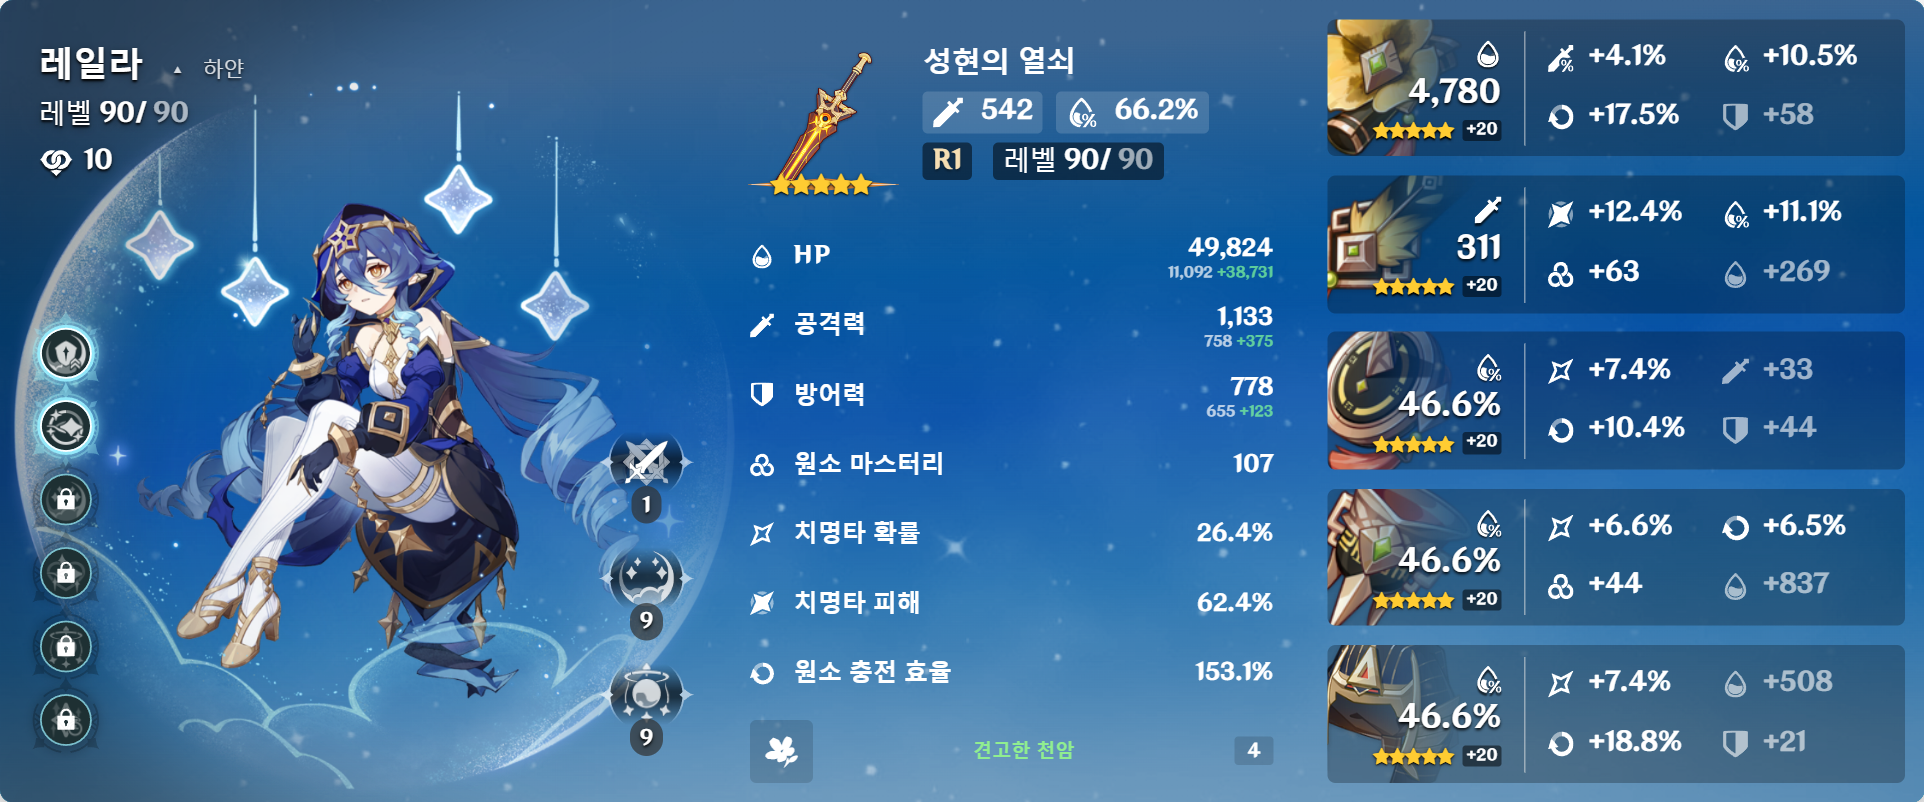 레일라 ▲ 하얀
레벨 90/ 90
10
1
9
9
성현의 열쇠
542 66.2%
R1 레벨 90/ 90
HP 49,824
11,092 +38,731
공격력 1,133
758 +375
방어력 778
655 +123
원소 마스터리 107
치명타 확률 26.4%
치명타 피해 62.4%
원소 충전 효율 153.1%
견고한 천암 4
4,780
+20
+4.1% +10.5%
+17.5% +58
311
+20
+12.4% +11.1%
+63 +269
46.6%
+20
+7.4% +33
+10.4% +44
46.6%
+20
+6.6% +6.5%
+44 +837
46.6%
+20
+7.4% +508
+18.8% +21